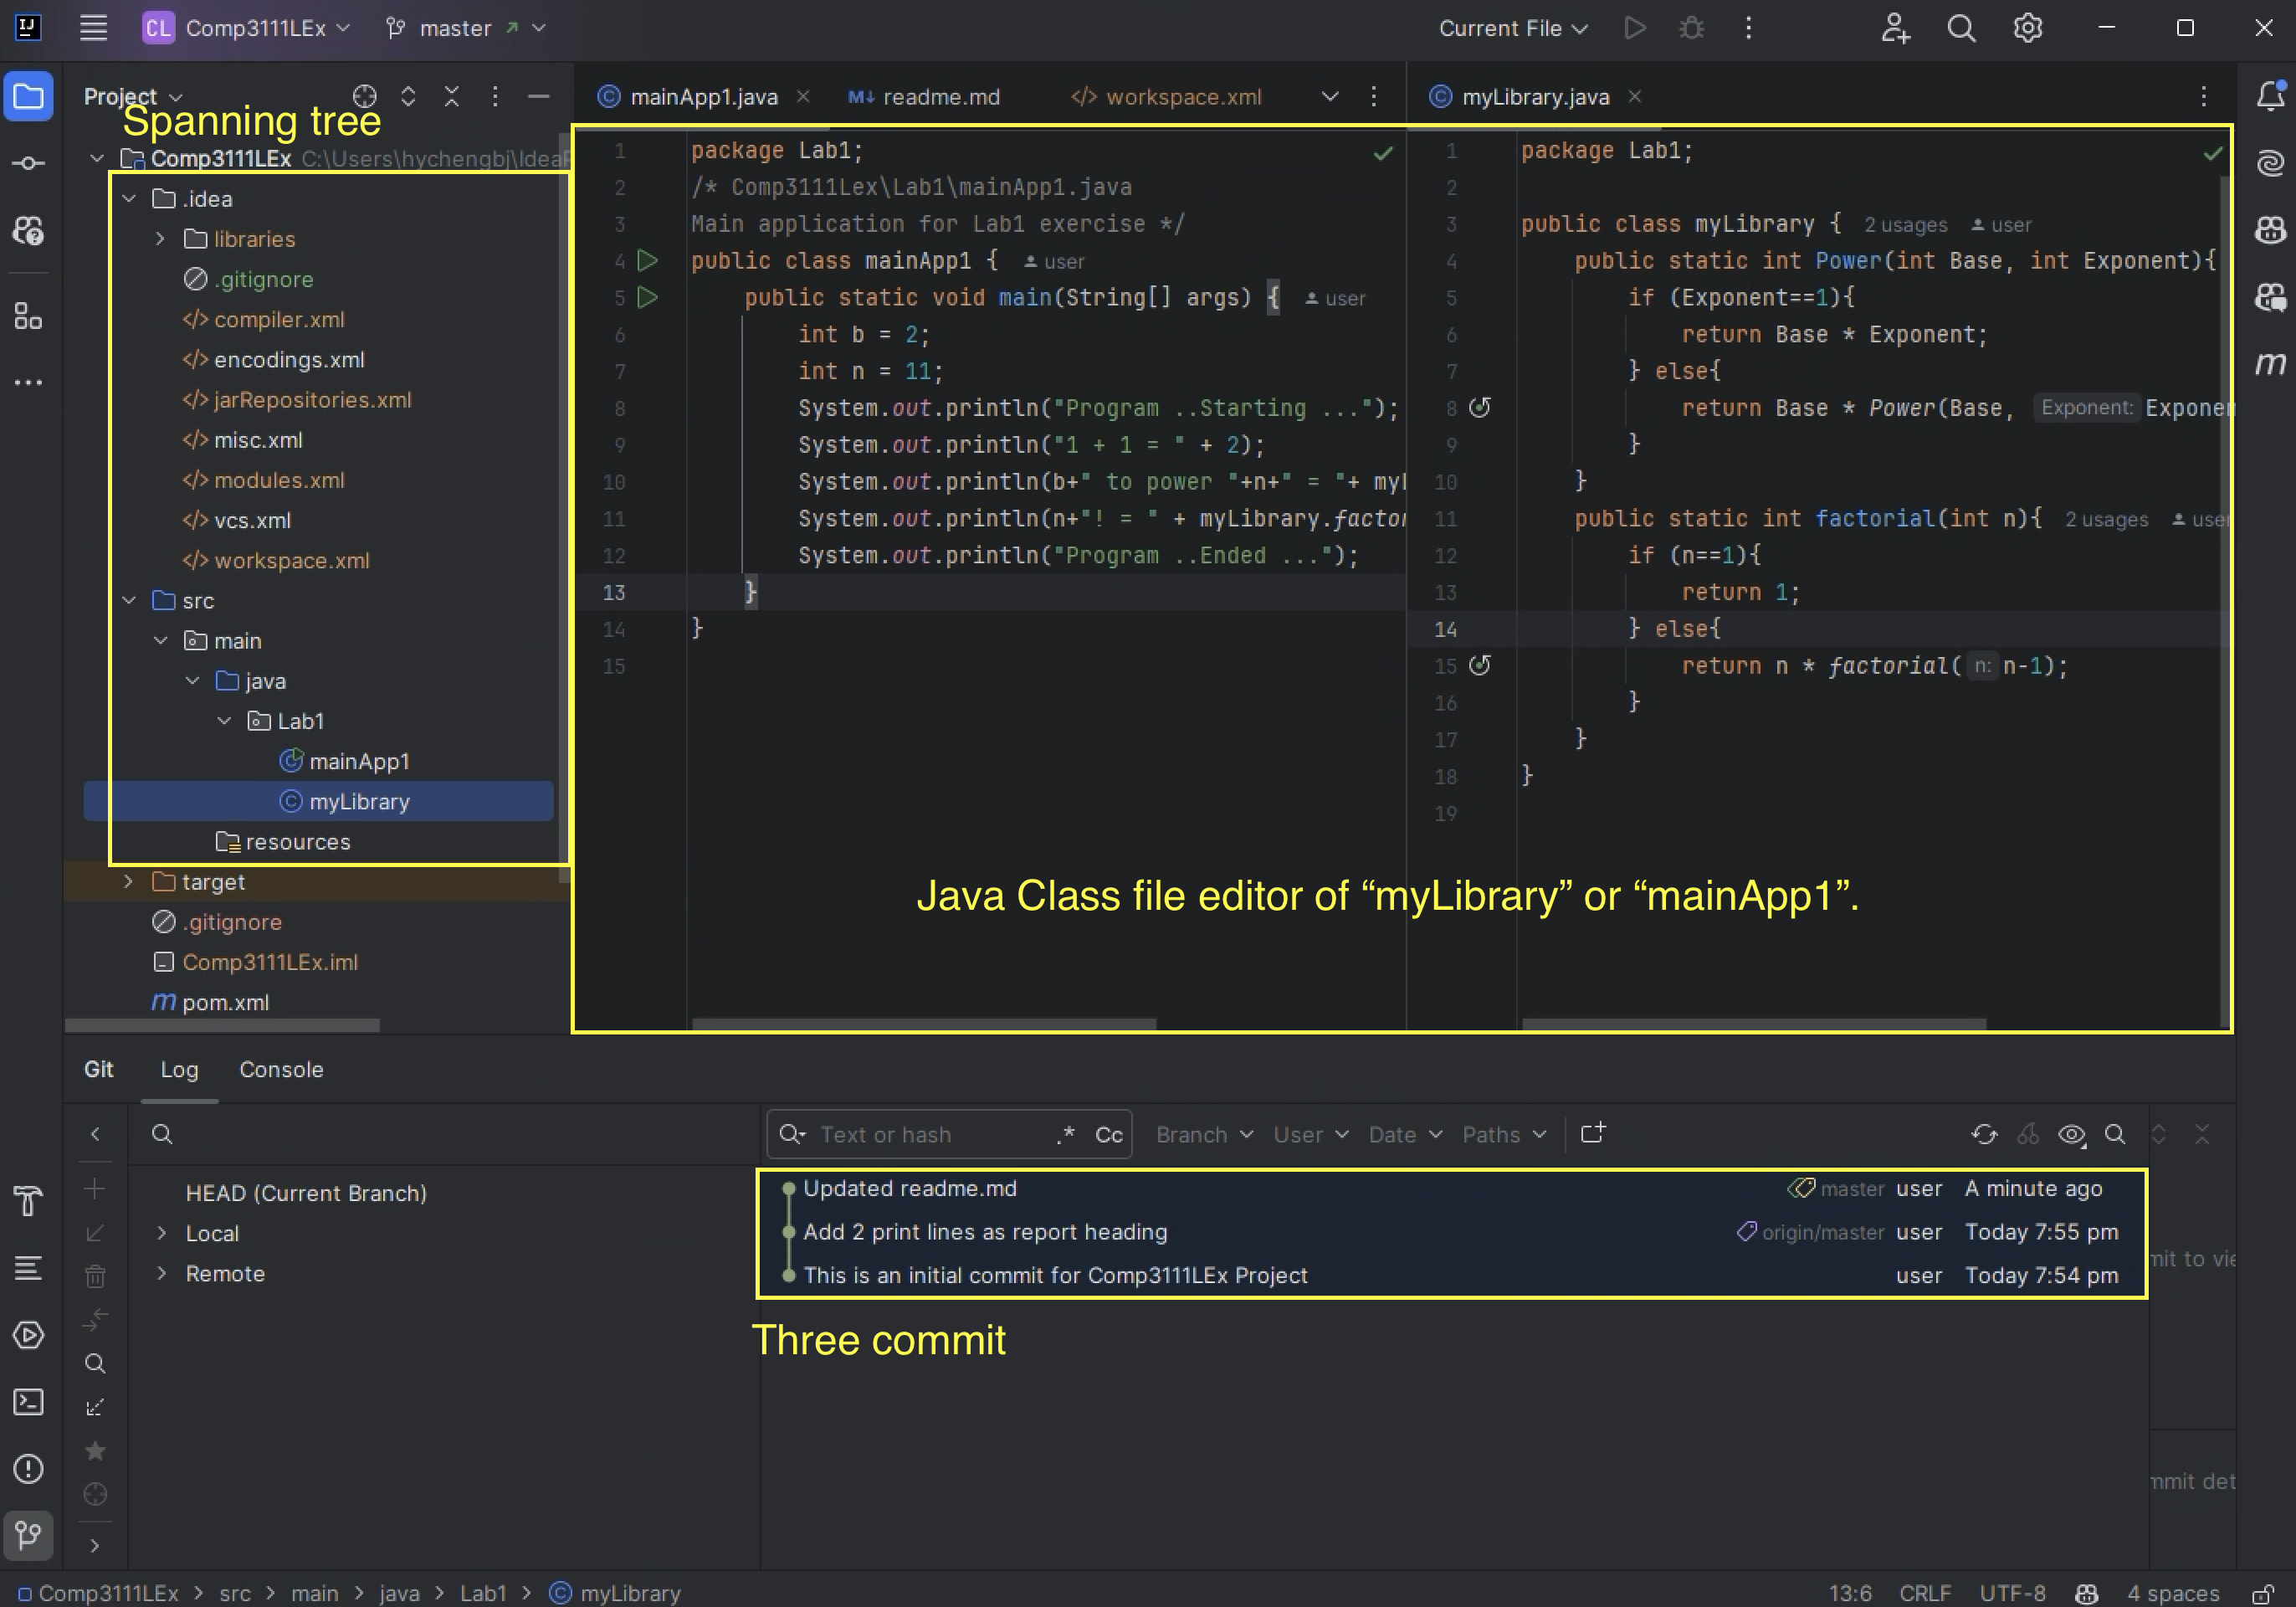 IJ CL Comp3111LEx master Current File
Project
Spanning tree
Comp3111LEx C:\Users\hychengbj\Idea
.idea
libraries
.gitignore
compiler.xml
encodings.xml
jarRepositories.xml
misc.xml
modules.xml
vcs.xml
workspace.xml
src
main
java
Lab1
mainApp1
myLibrary
resources
target
.gitignore
Comp3111LEx.iml
m pom.xml
mainApp1.java M↓ readme.md </> workspace.xml
1 package Lab1;
2 /* Comp3111Lex\Lab1\mainApp1.java
3 Main application for Lab1 exercise */
4 public class mainApp1 { user
5 public static void main(String[] args) { user
6 int b = 2;
7 int n = 11;
8 System.out.println("Program ..Starting ...");
9 System.out.println("1 + 1 = " + 2);
10 System.out.println(b+" to power "+n+" = "+ myl
11 System.out.println(n+"! = " + myLibrary.factor
12 System.out.println("Program ..Ended ...");
13 }
14 }
15
myLibrary.java
1 package Lab1;
2
3 public class myLibrary { 2 usages user
4 public static int Power(int Base, int Exponent){
5 if (Exponent==1){
6 return Base * Exponent;
7 } else{
8 return Base * Power(Base, Exponent: Exponen
9 }
10 }
11 public static int factorial(int n){ 2 usages use
12 if (n==1){
13 return 1;
14 } else{
15 return n * factorial( n: n-1);
16 }
17 }
18 }
19
Java Class file editor of “myLibrary” or “mainApp1”.
m
Git Log Console
HEAD (Current Branch)
Local
Remote
Text or hash .* Cc Branch User Date Paths
Updated readme.md master user A minute ago
Add 2 print lines as report heading origin/master user Today 7:55 pm
This is an initial commit for Comp3111LEx Project user Today 7:54 pm
Three commit
mit to vie
mmit det
Comp3111LEx > src > main > java > Lab1 > myLibrary 13:6 CRLF UTF-8 4 spaces